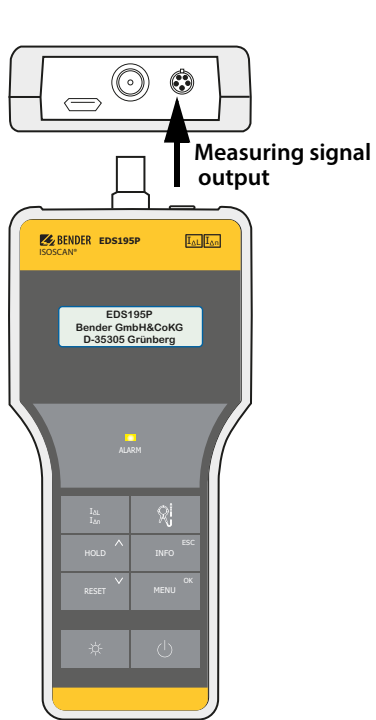 Measuring signal
output
BENDER EDS195P
ISOSCAN®
IΔL IΔn
EDS195P
Bender GmbH&CoKG
D-35305 Grünberg
ALARM
IΔL
IΔn
HOLD
INFO
ESC
RESET
MENU
OK